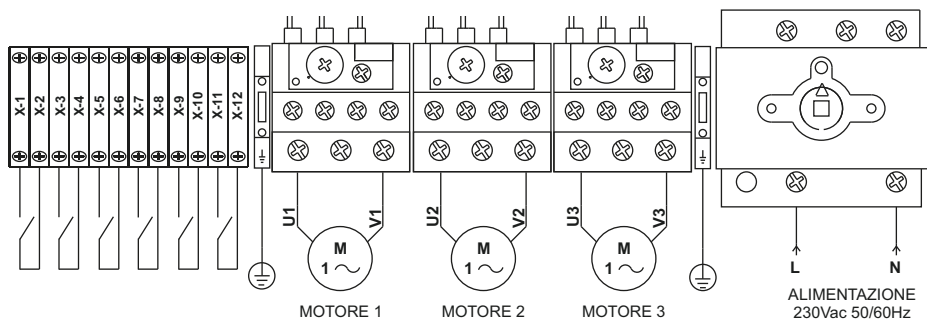 X-1
X-2
X-3
X-4
X-5
X-6
X-7
X-8
X-9
X-10
X-11
X-12
U1
V1
U2
V2
U3
V3
M
1
M
1
M
1
L
N
MOTORE 1
MOTORE 2
MOTORE 3
ALIMENTAZIONE
230Vac 50/60Hz